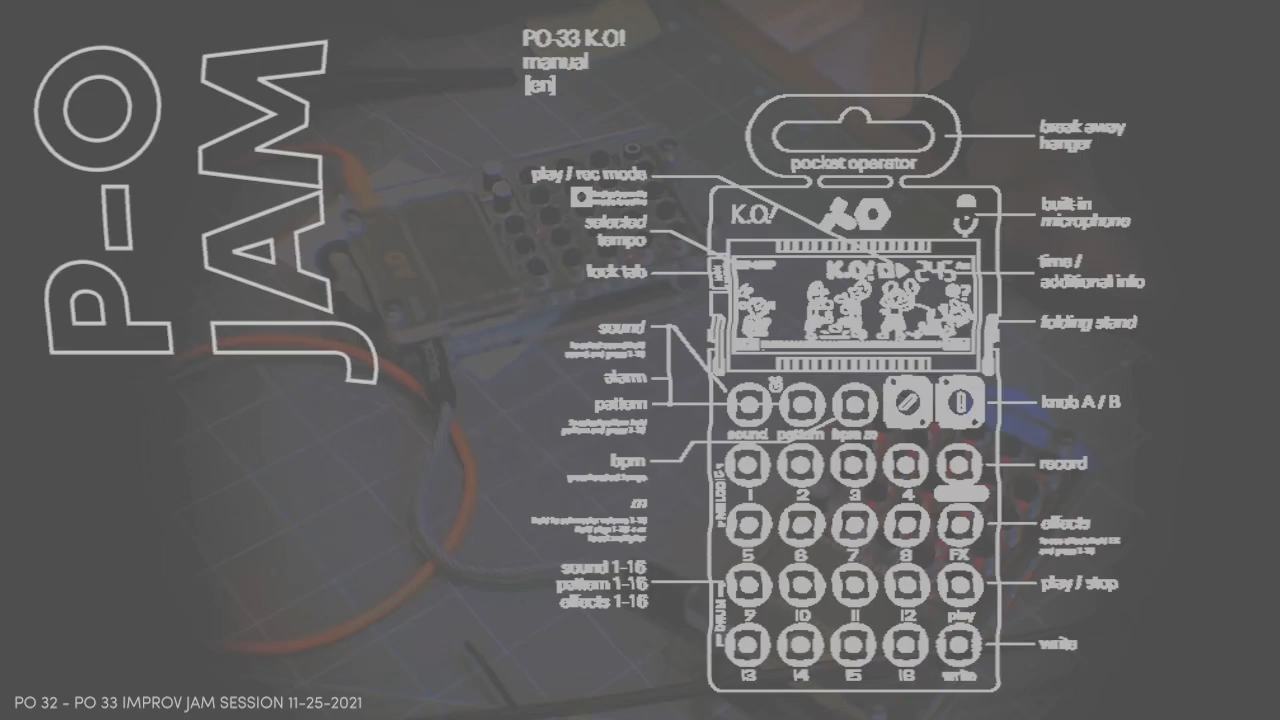 P-O
JAM
PO-33 K.O!
manual
[en]
play / rec mode
selected
tempo
lock tab
sound
alarm
pattern
bpm
sound 1-16
pattern 1-16
effects 1-16
pocket operator
K.O!
K.O!
245
sound pattern bpm
1 2 3 4
5 6 7 8 FX
9 10 11 12 play
13 14 15 16 write
break away
hanger
built-in
microphone
time /
additional info
folding stand
knob A / B
record
effects
play / stop
write
PO 32 - PO 33 IMPROV JAM SESSION 11-25-2021